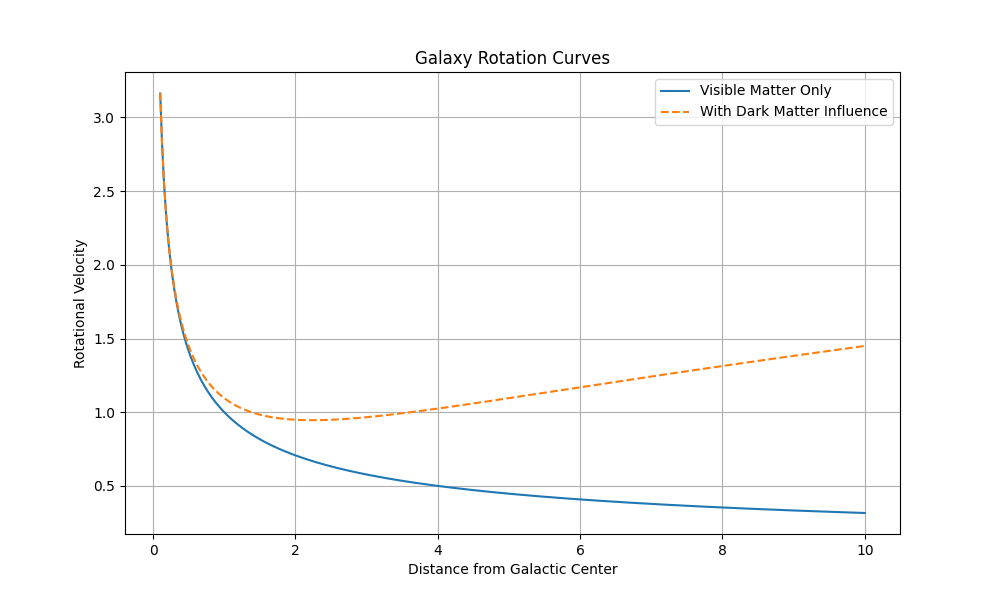 Galaxy Rotation Curves
Visible Matter Only
With Dark Matter Influence
3.0
2.5
2.0
1.5
1.0
0.5
Rotational Velocity
0 2 4 6 8 10
Distance from Galactic Center